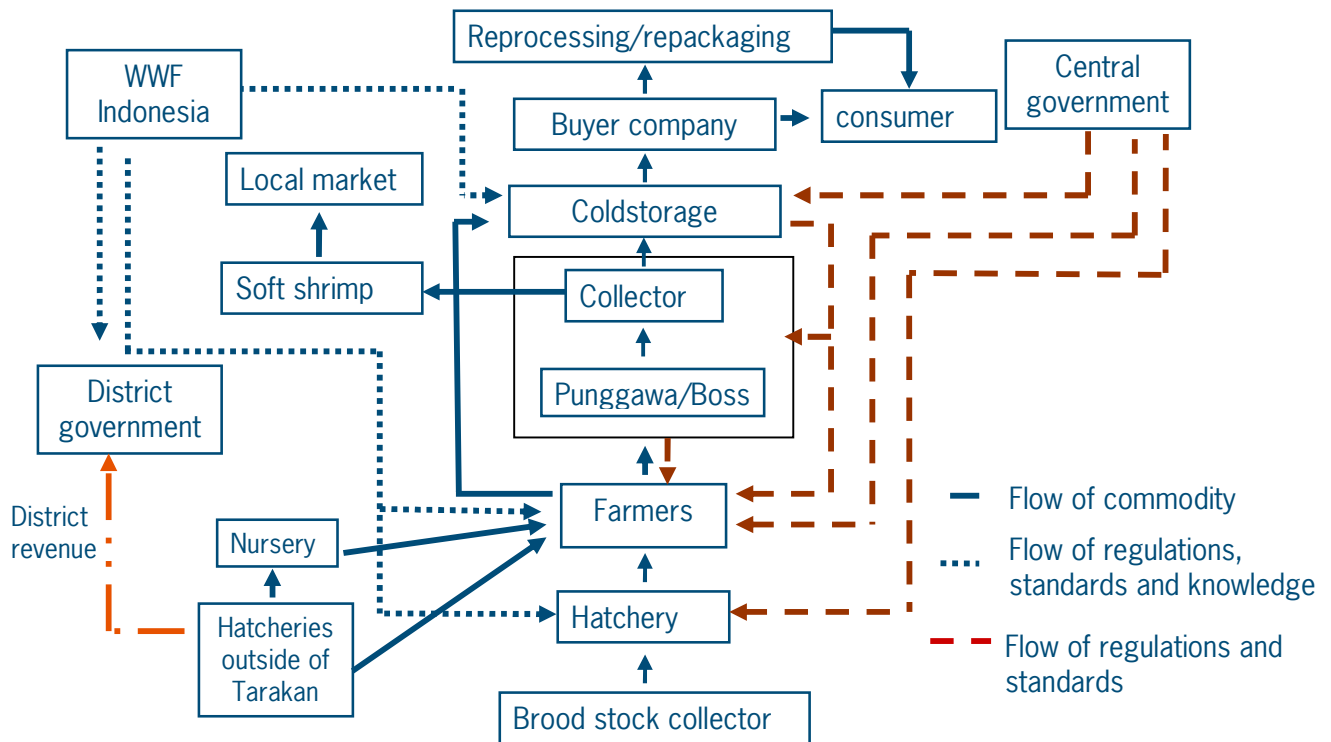 Reprocessing/repackaging
WWF
Indonesia
Central
government
Buyer company
consumer
Local market
Coldstorage
Soft shrimp
Collector
Punggawa/Boss
District
government
District
revenue
Farmers
Nursery
Hatchery
Hatcheries
outside of
Tarakan
Brood stock collector
Flow of commodity
Flow of regulations,
standards and knowledge
Flow of regulations and
standards